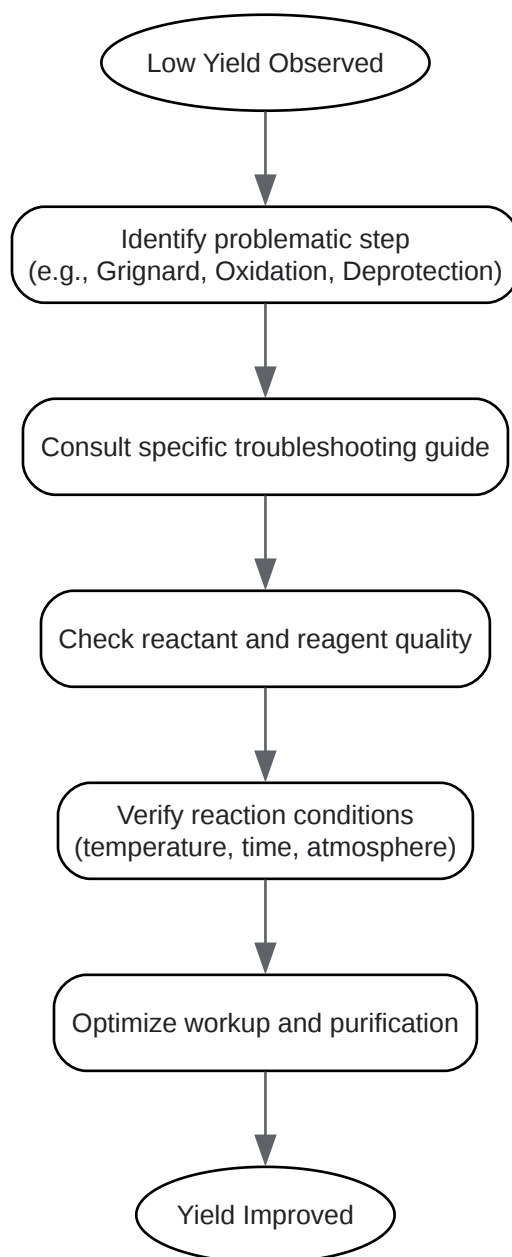 Low Yield Observed
Identify problematic step
(e.g., Grignard, Oxidation, Deprotection)
Consult specific troubleshooting guide
Check reactant and reagent quality
Verify reaction conditions
(temperature, time, atmosphere)
Optimize workup and purification
Yield Improved